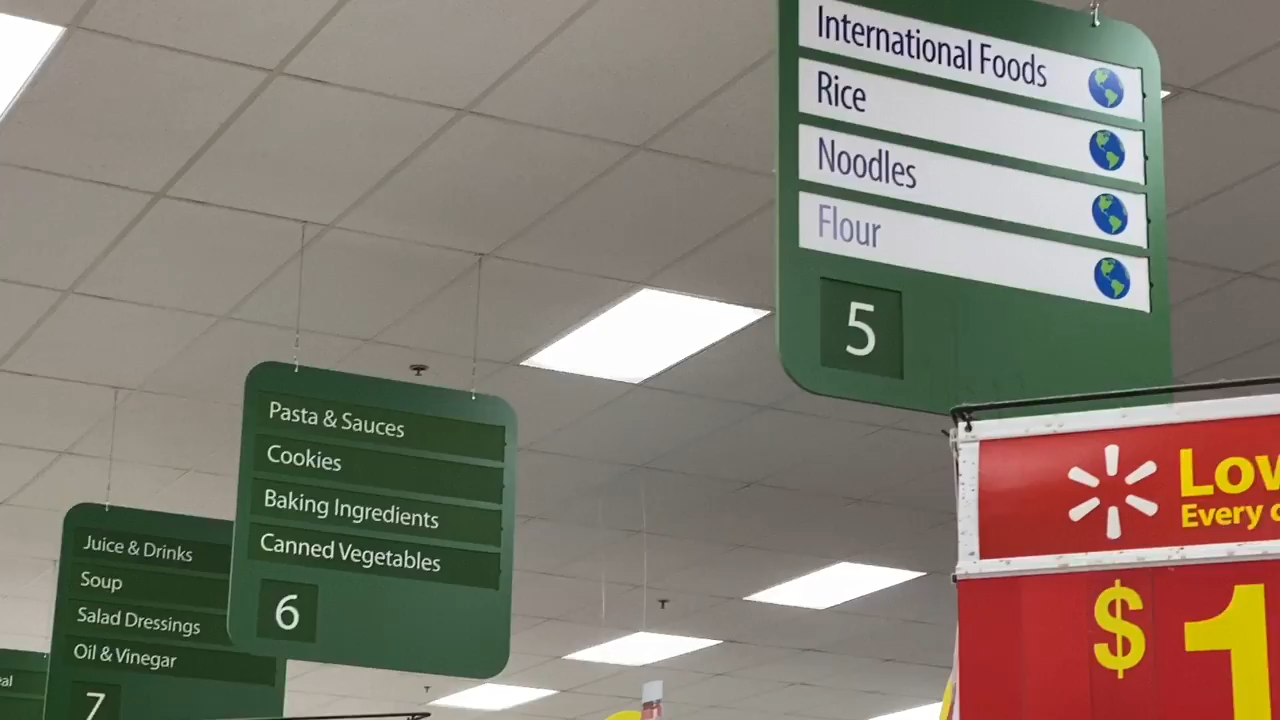 International Foods
Rice
Noodles
Flour
5
Pasta & Sauces
Cookies
Baking Ingredients
Canned Vegetables
6
Juice & Drinks
Soup
Salad Dressings
Oil & Vinegar
7
Every
$1